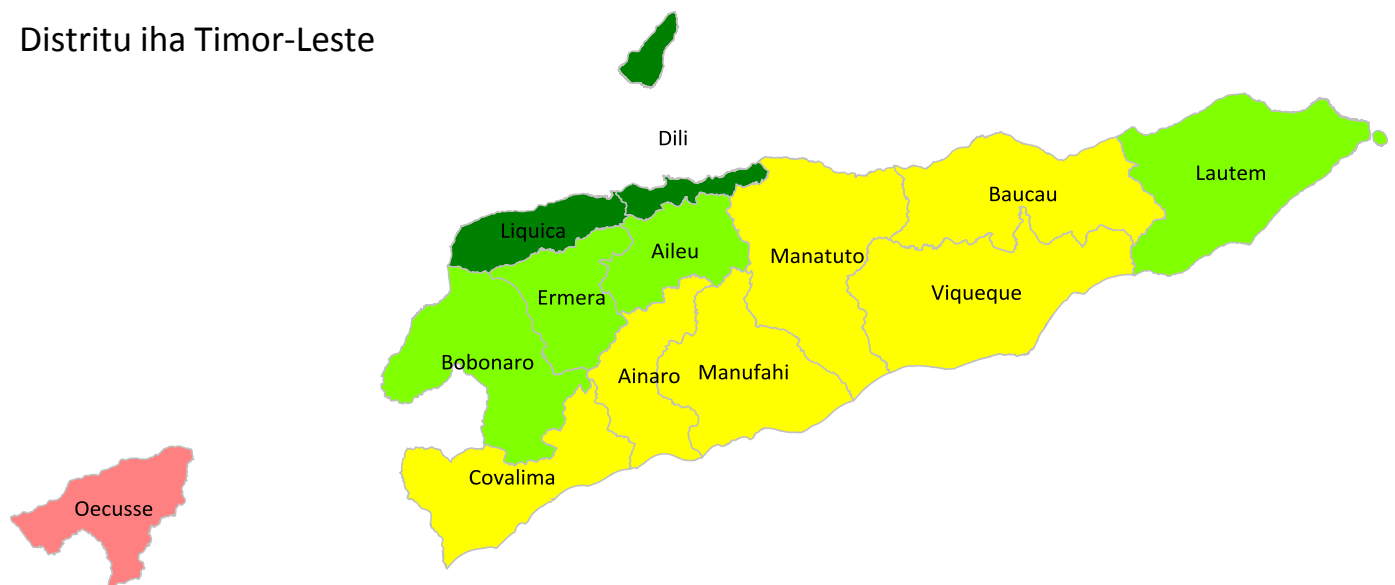 Distritu iha Timor-Leste
Dili
Lautem
Baucau
Liquica
Aileu
Manatuto
Ermera
Viqueque
Bobonaro
Ainaro
Manufahi
Covalima
Oecusse